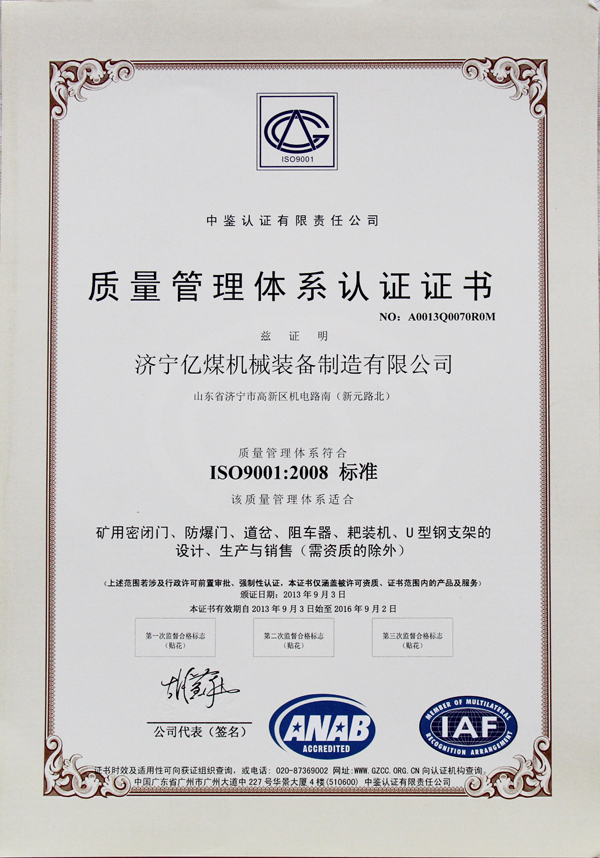 ISO9001
中鉴认证有限责任公司
质量管理体系认证证书
NO：A0013Q0070R0M
兹 证 明
济宁亿煤机械装备制造有限公司
山东省济宁市高新区机电路南（新元路北）
质量管理体系符合
ISO9001:2008 标准
该质量管理体系适合
矿用密闭门、防爆门、道岔、阻车器、耙装机、U型钢支架的
设计、生产与销售（需资质的除外）
（上述范围若涉及行政许可前置审批、强制性认证，本证书仅涵盖被许可资质、证书范围内的产品及服务）
颁证日期：2013年9月3日
本证书有效期自2013年9月3日始至2016年9月2日
第一次监督合格标志
（贴花）
第二次监督合格标志
（贴花）
第三次监督合格标志
（贴花）
公司代表（签名）
ANAB
ACCREDITED
MEMBER OF MULTILATERAL
IAF
RECOGNITION ARRANGEMENT
证书时效及适用性可向获证组织查询，或电话：020-87369002 网址:WWW.GZCC.ORG.CN向认证机构查询。
中国广东省广州市广州大道中227号华景大厦4楼(510600) 中鉴认证有限责任公司